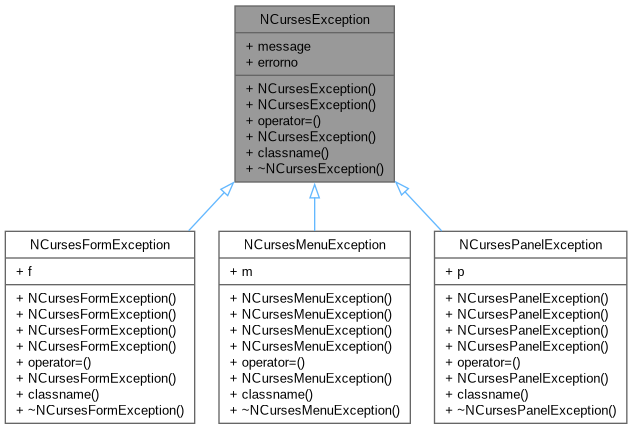 NCursesException
+ message
+ errorno
+ NCursesException()
+ NCursesException()
+ operator=()
+ NCursesException()
+ classname()
+ ~NCursesException()
NCursesFormException
+ f
+ NCursesFormException()
+ NCursesFormException()
+ NCursesFormException()
+ NCursesFormException()
+ operator=()
+ NCursesFormException()
+ classname()
+ ~NCursesFormException()
NCursesMenuException
+ m
+ NCursesMenuException()
+ NCursesMenuException()
+ NCursesMenuException()
+ NCursesMenuException()
+ operator=()
+ NCursesMenuException()
+ classname()
+ ~NCursesMenuException()
NCursesPanelException
+ p
+ NCursesPanelException()
+ NCursesPanelException()
+ NCursesPanelException()
+ NCursesPanelException()
+ operator=()
+ NCursesPanelException()
+ classname()
+ ~NCursesPanelException()